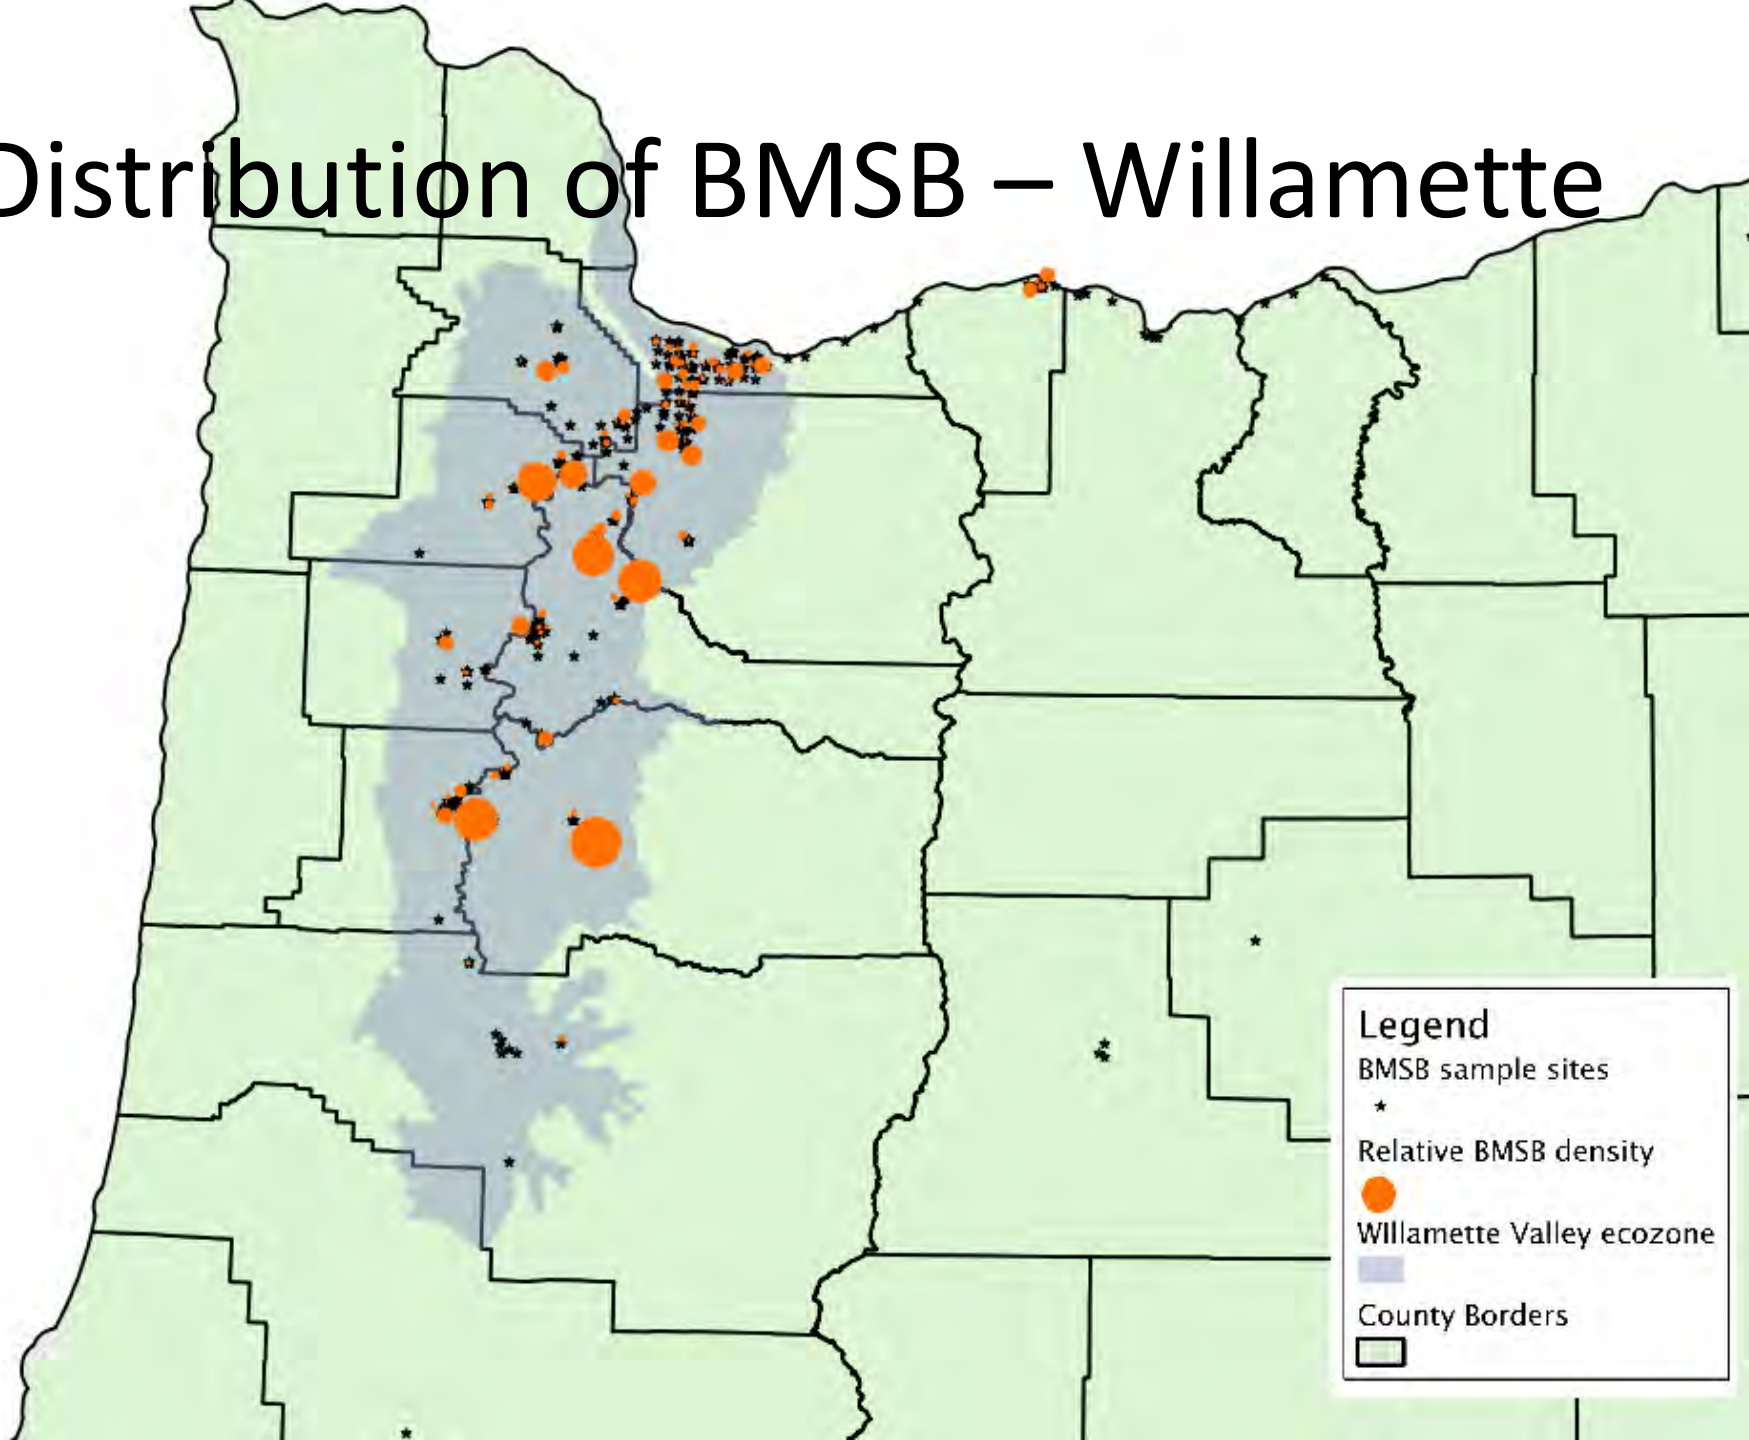 Distribution of BMSB – Willamette
Legend
BMSB sample sites
Relative BMSB density
WIllamette Valley ecozone
County Borders